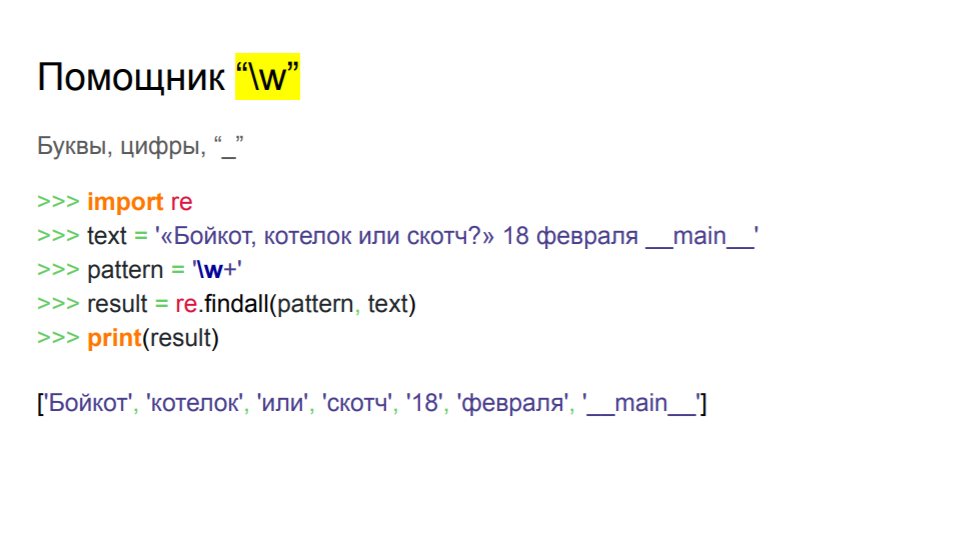 Помощник “\w”
Буквы, цифры, “_”
>>> import re
>>> text = '«Бойкот, котелок или скотч?» 18 февраля __main__'
>>> pattern = '\w+'
>>> result = re.findall(pattern, text)
>>> print(result)
['Бойкот', 'котелок', 'или', 'скотч', '18', 'февраля', '__main__']